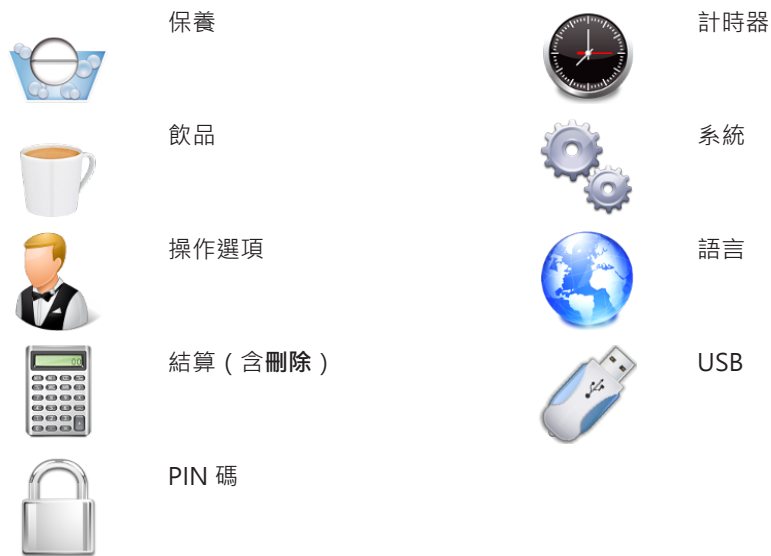 保養
計時器
飲品
系統
操作選項
語言
結算（含刪除）
USB
PIN 碼